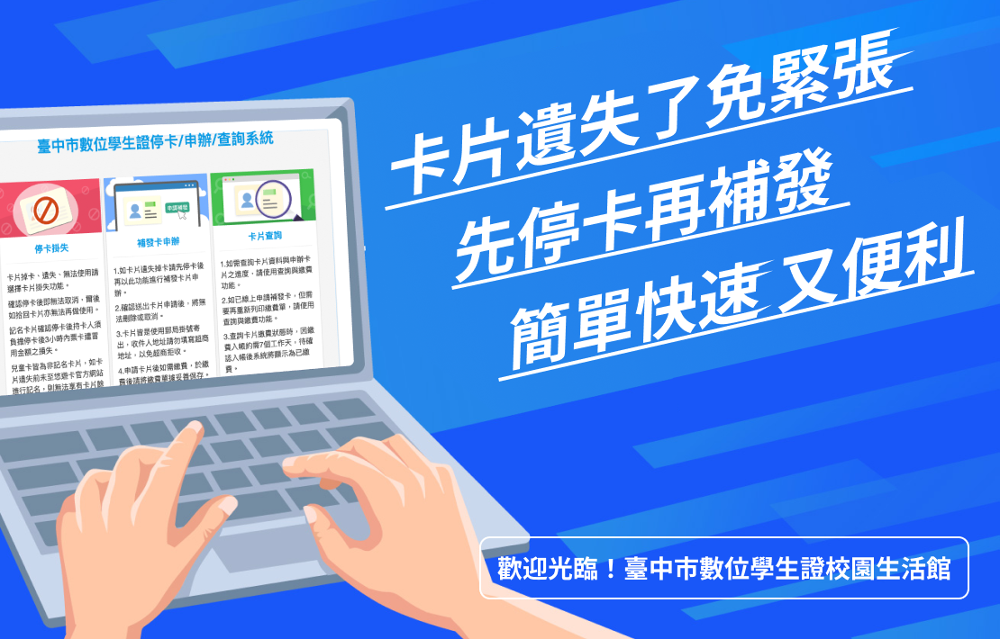 卡片遺失了免緊張
先停卡再補發
簡單快速 又便利
臺中市數位學生證停卡/申辦/查詢系統
停卡掛失
卡片掉卡、遺失、無法使用請
選擇卡片掛失功能。
確認停卡後即無法取消，爾後
如拾回卡片亦無法再做使用。
記名卡片確認停卡後持卡人須
負擔停卡後3小時內票卡遭冒
用金額之損失。
兒童卡皆為非記名卡片，如卡
片遺失前未至悠遊卡官方網站
進行記名，則無法享有卡片餘
申請補發
補發卡申辦
1.如卡片遺失掉卡請先停卡後
再以此功能進行補發卡片申
辦。
2.確認送出卡片申請後，將無
法刪除或取消。
3.卡片皆是使用郵局掛號寄
出，收件人地址請勿填寫超商
地址，以免超商拒收。
4.申請卡片後如需繳費，於繳
費後請將繳費單據妥善保存。
卡片查詢
1.如需查詢卡片資料與申辦卡
片之進度，請使用查詢與繳費
功能。
2.如已線上申請補發卡，但需
要再重新列印繳費單，請使用
查詢與繳費功能。
3.查詢卡片繳費狀態時，因繳
費入帳約需7個工作天，待確
認入帳後系統將顯示為已繳
費。
歡迎光臨！臺中市數位學生證校園生活館